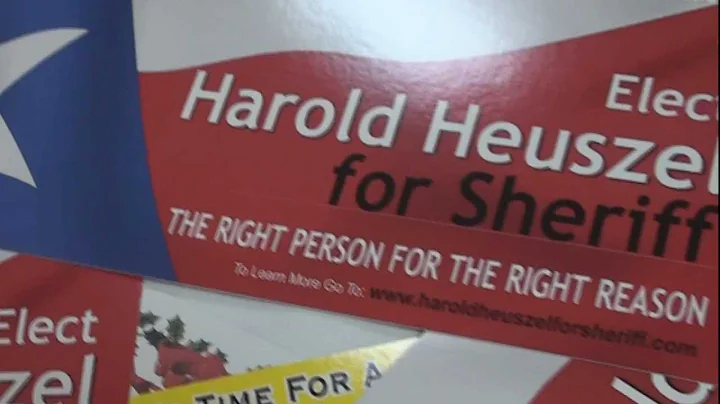 Elec
Harold Heuszel
for Sheriff
THE RIGHT PERSON FOR THE RIGHT REASON
To Learn More Go To: www.haroldheuszelforsheriff.com
Elect
zel
TIME FOR A